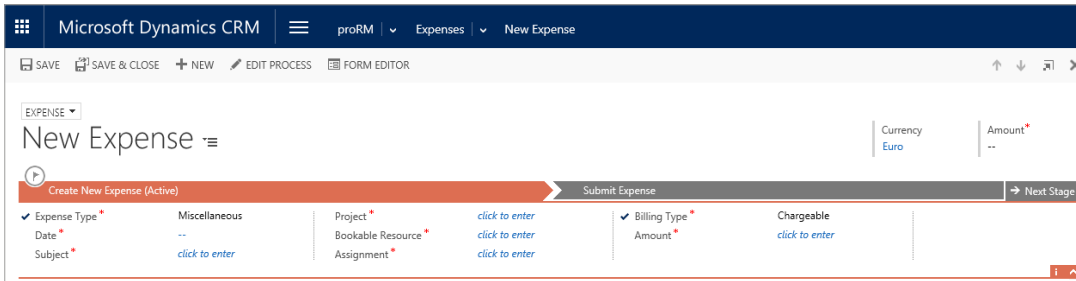 Microsoft Dynamics CRM proRM Expenses New Expense
SAVE SAVE & CLOSE NEW EDIT PROCESS FORM EDITOR
EXPENSE
New Expense
Currency Amount*
Euro --
Create New Expense (Active) Submit Expense Next Stage
Expense Type* Miscellaneous Project* click to enter Billing Type* Chargeable
Date* -- Bookable Resource* click to enter Amount* click to enter
Subject* click to enter Assignment* click to enter
i